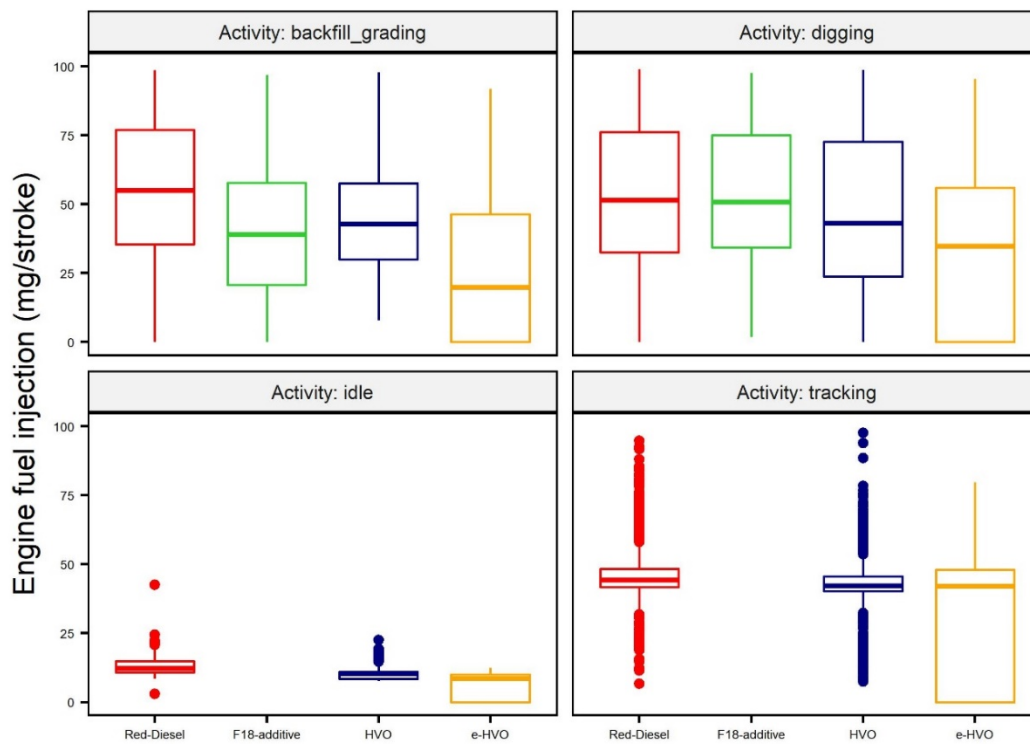 Engine fuel injection (mg/stroke)
Activity: backfill_grading
Activity: digging
100
75
50
25
0
Activity: idle
Activity: tracking
100
75
50
25
0
Red-Diesel F18-additive HVO e-HVO Red-Diesel F18-additive HVO e-HVO